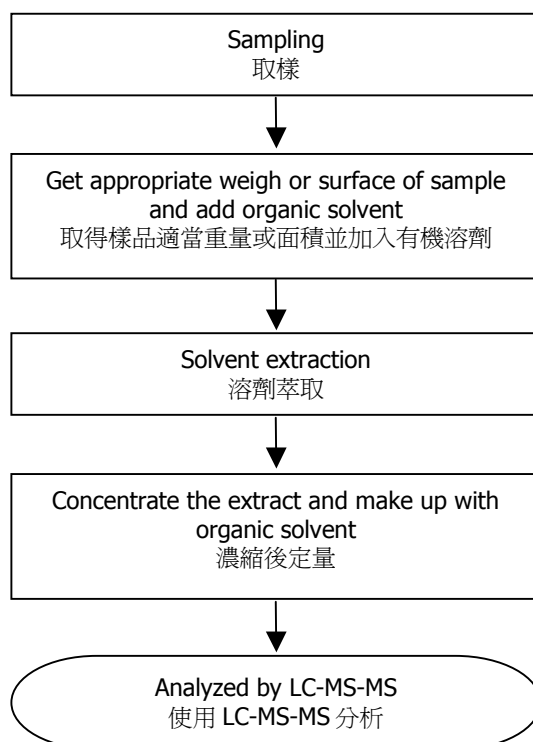 Sampling
取樣
Get appropriate weigh or surface of sample
and add organic solvent
取得樣品適當重量或面積並加入有機溶劑
Solvent extraction
溶劑萃取
Concentrate the extract and make up with
organic solvent
濃縮後定量
Analyzed by LC-MS-MS
使用 LC-MS-MS 分析